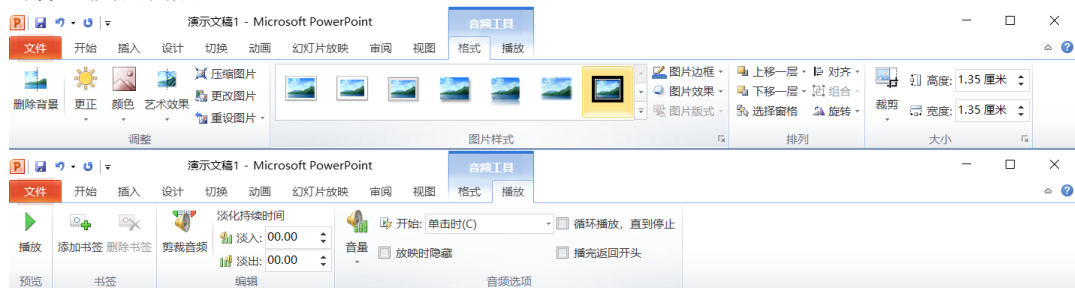 演示文稿1 - Microsoft PowerPoint 音频工具
文件 开始 插入 设计 切换 动画 幻灯片放映 审阅 视图 格式 播放
删除背景 更正 颜色 艺术效果 压缩图片 更改图片 重设图片 图片边框 图片效果 图片版式 上移一层 下移一层 选择窗格 对齐 组合 旋转 裁剪 高度: 1.35 厘米 宽度: 1.35 厘米
调整 图片样式 排列 大小
演示文稿1 - Microsoft PowerPoint 音频工具
文件 开始 插入 设计 切换 动画 幻灯片放映 审阅 视图 格式 播放
播放 添加书签 删除书签 剪裁音频 淡化持续时间 淡入: 00.00 淡出: 00.00 音量 开始: 单击时(C) 放映时隐藏 循环播放，直到停止 播完返回开头
预览 书签 编辑 音频选项